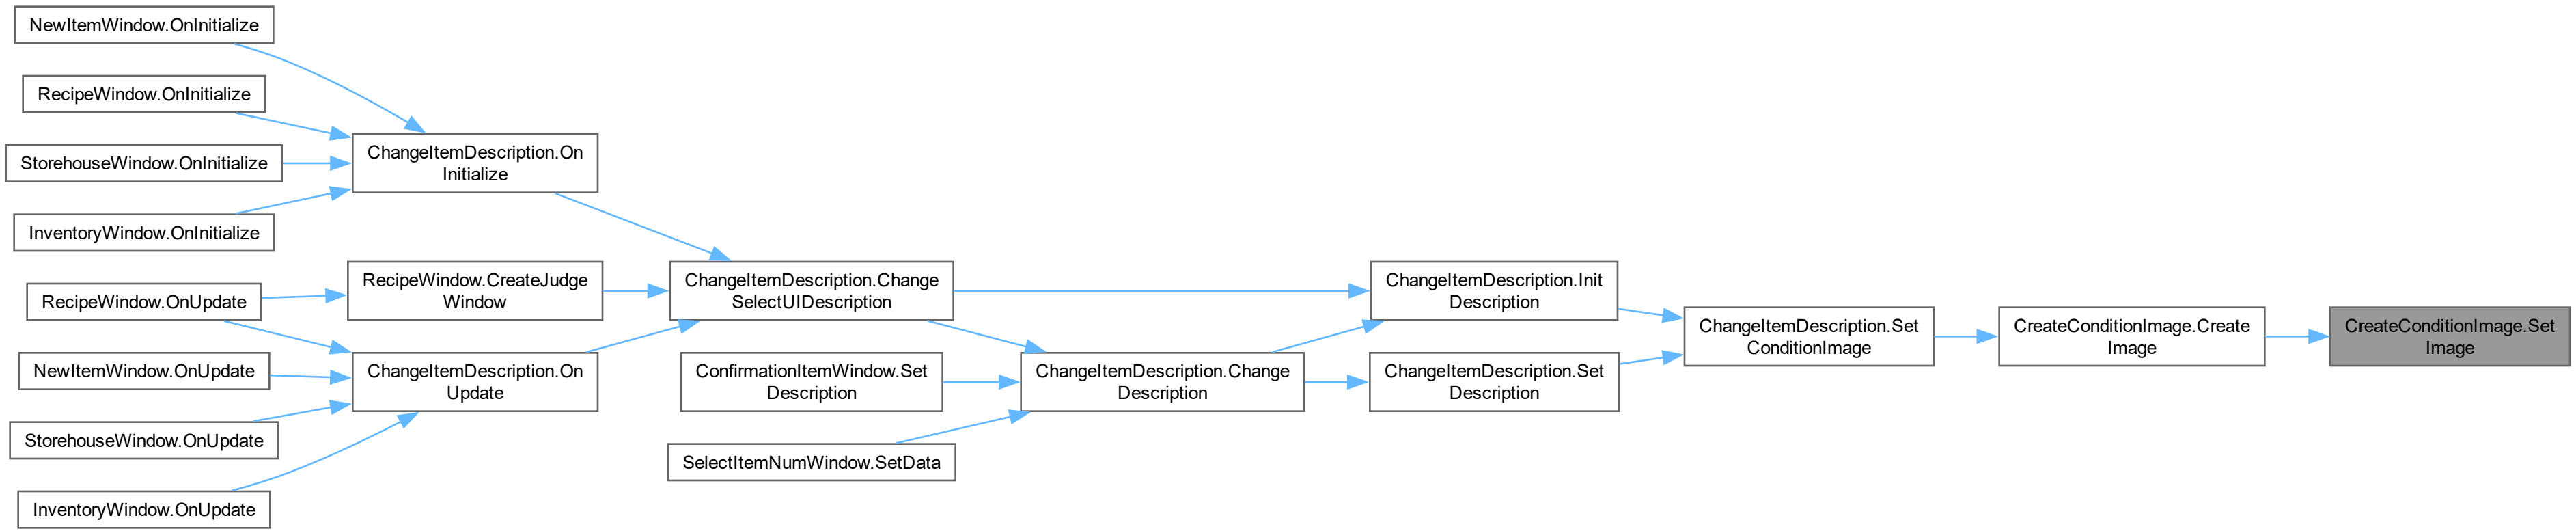 NewItemWindow.OnInitialize
RecipeWindow.OnInitialize
StorehouseWindow.OnInitialize
InventoryWindow.OnInitialize
RecipeWindow.OnUpdate
NewItemWindow.OnUpdate
StorehouseWindow.OnUpdate
InventoryWindow.OnUpdate
ChangeItemDescription.On
Initialize
RecipeWindow.CreateJudge
Window
ChangeItemDescription.On
Update
ChangeItemDescription.Change
SelectUIDescription
ConfirmationItemWindow.Set
Description
SelectItemNumWindow.SetData
ChangeItemDescription.Change
Description
ChangeItemDescription.Init
Description
ChangeItemDescription.Set
Description
ChangeItemDescription.Set
ConditionImage
CreateConditionImage.Create
Image
CreateConditionImage.Set
Image